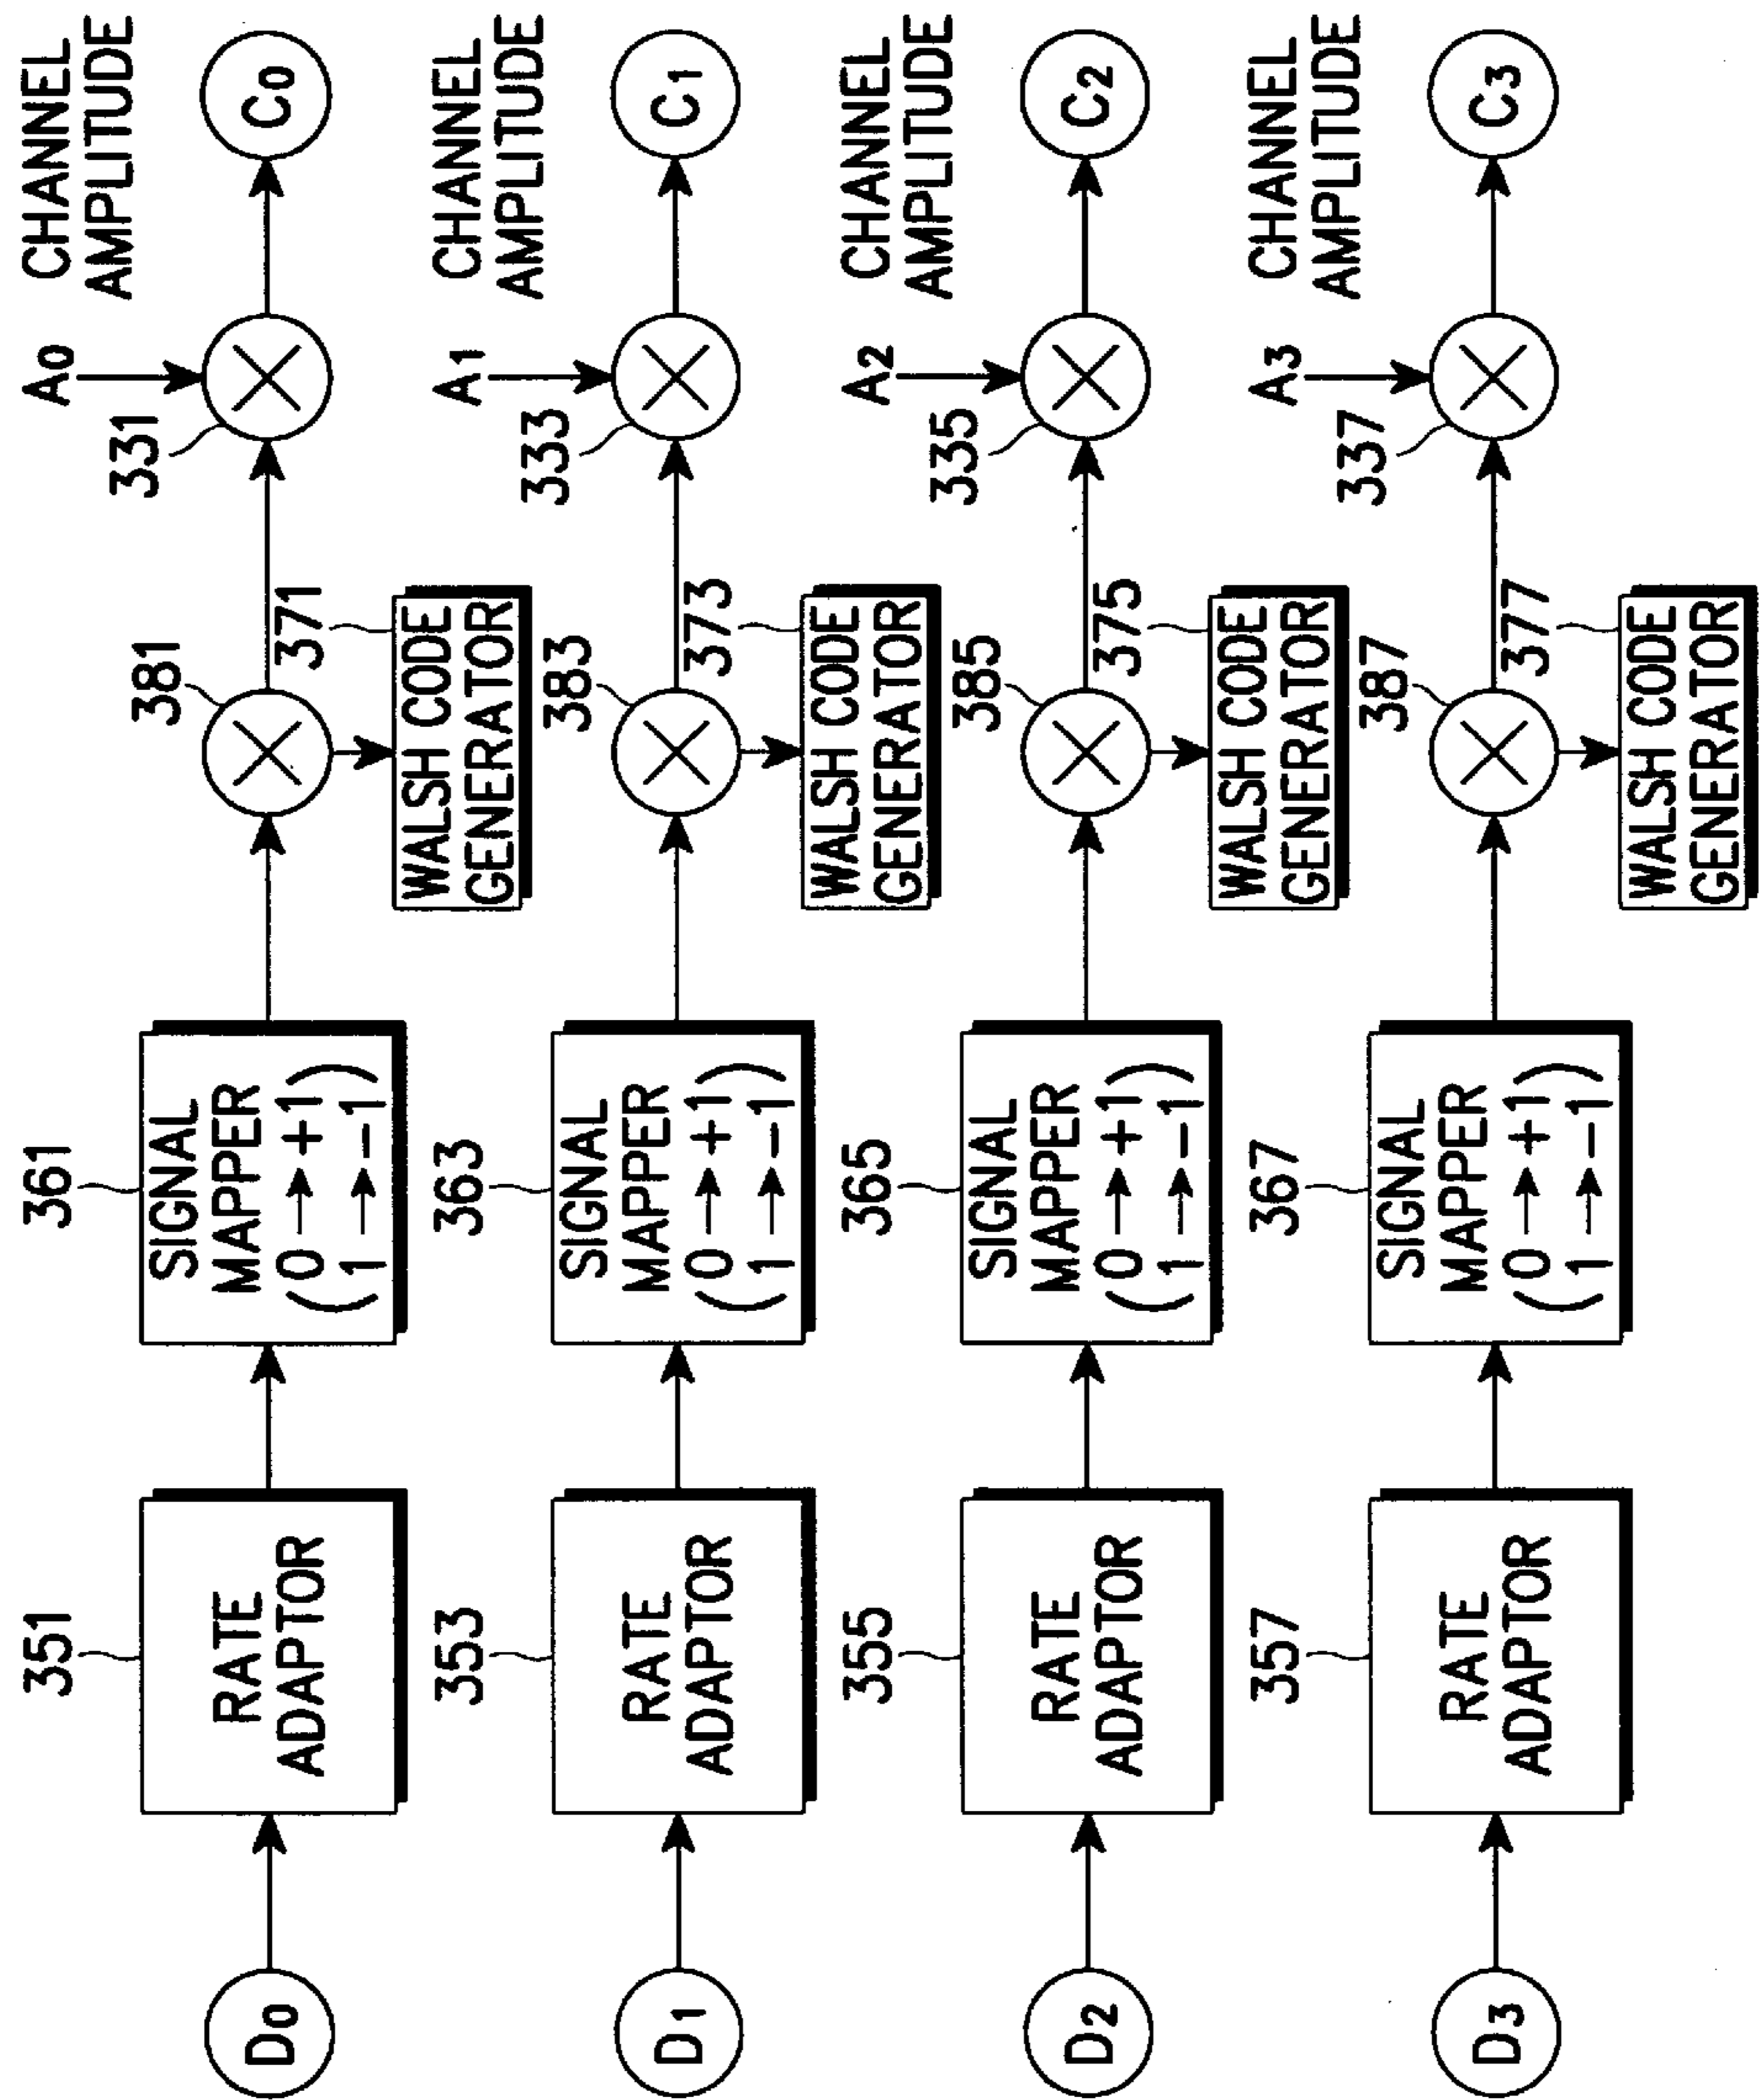 351
361
381
331
A0
CHANNEL
AMPLITUDE
D0
RATE
ADAPTOR
SIGNAL
MAPPER
(0→+1)
(1→-1)
C0
371
WALSH CODE
GENERATOR
353
363
383
333
A1
CHANNEL
AMPLITUDE
D1
RATE
ADAPTOR
SIGNAL
MAPPER
(0→+1)
(1→-1)
C1
373
WALSH CODE
GENERATOR
355
365
385
335
A2
CHANNEL
AMPLITUDE
D2
RATE
ADAPTOR
SIGNAL
MAPPER
(0→+1)
(1→-1)
C2
375
WALSH CODE
GENERATOR
357
367
387
337
A3
CHANNEL
AMPLITUDE
D3
RATE
ADAPTOR
SIGNAL
MAPPER
(0→+1)
(1→-1)
C3
377
WALSH CODE
GENERATOR